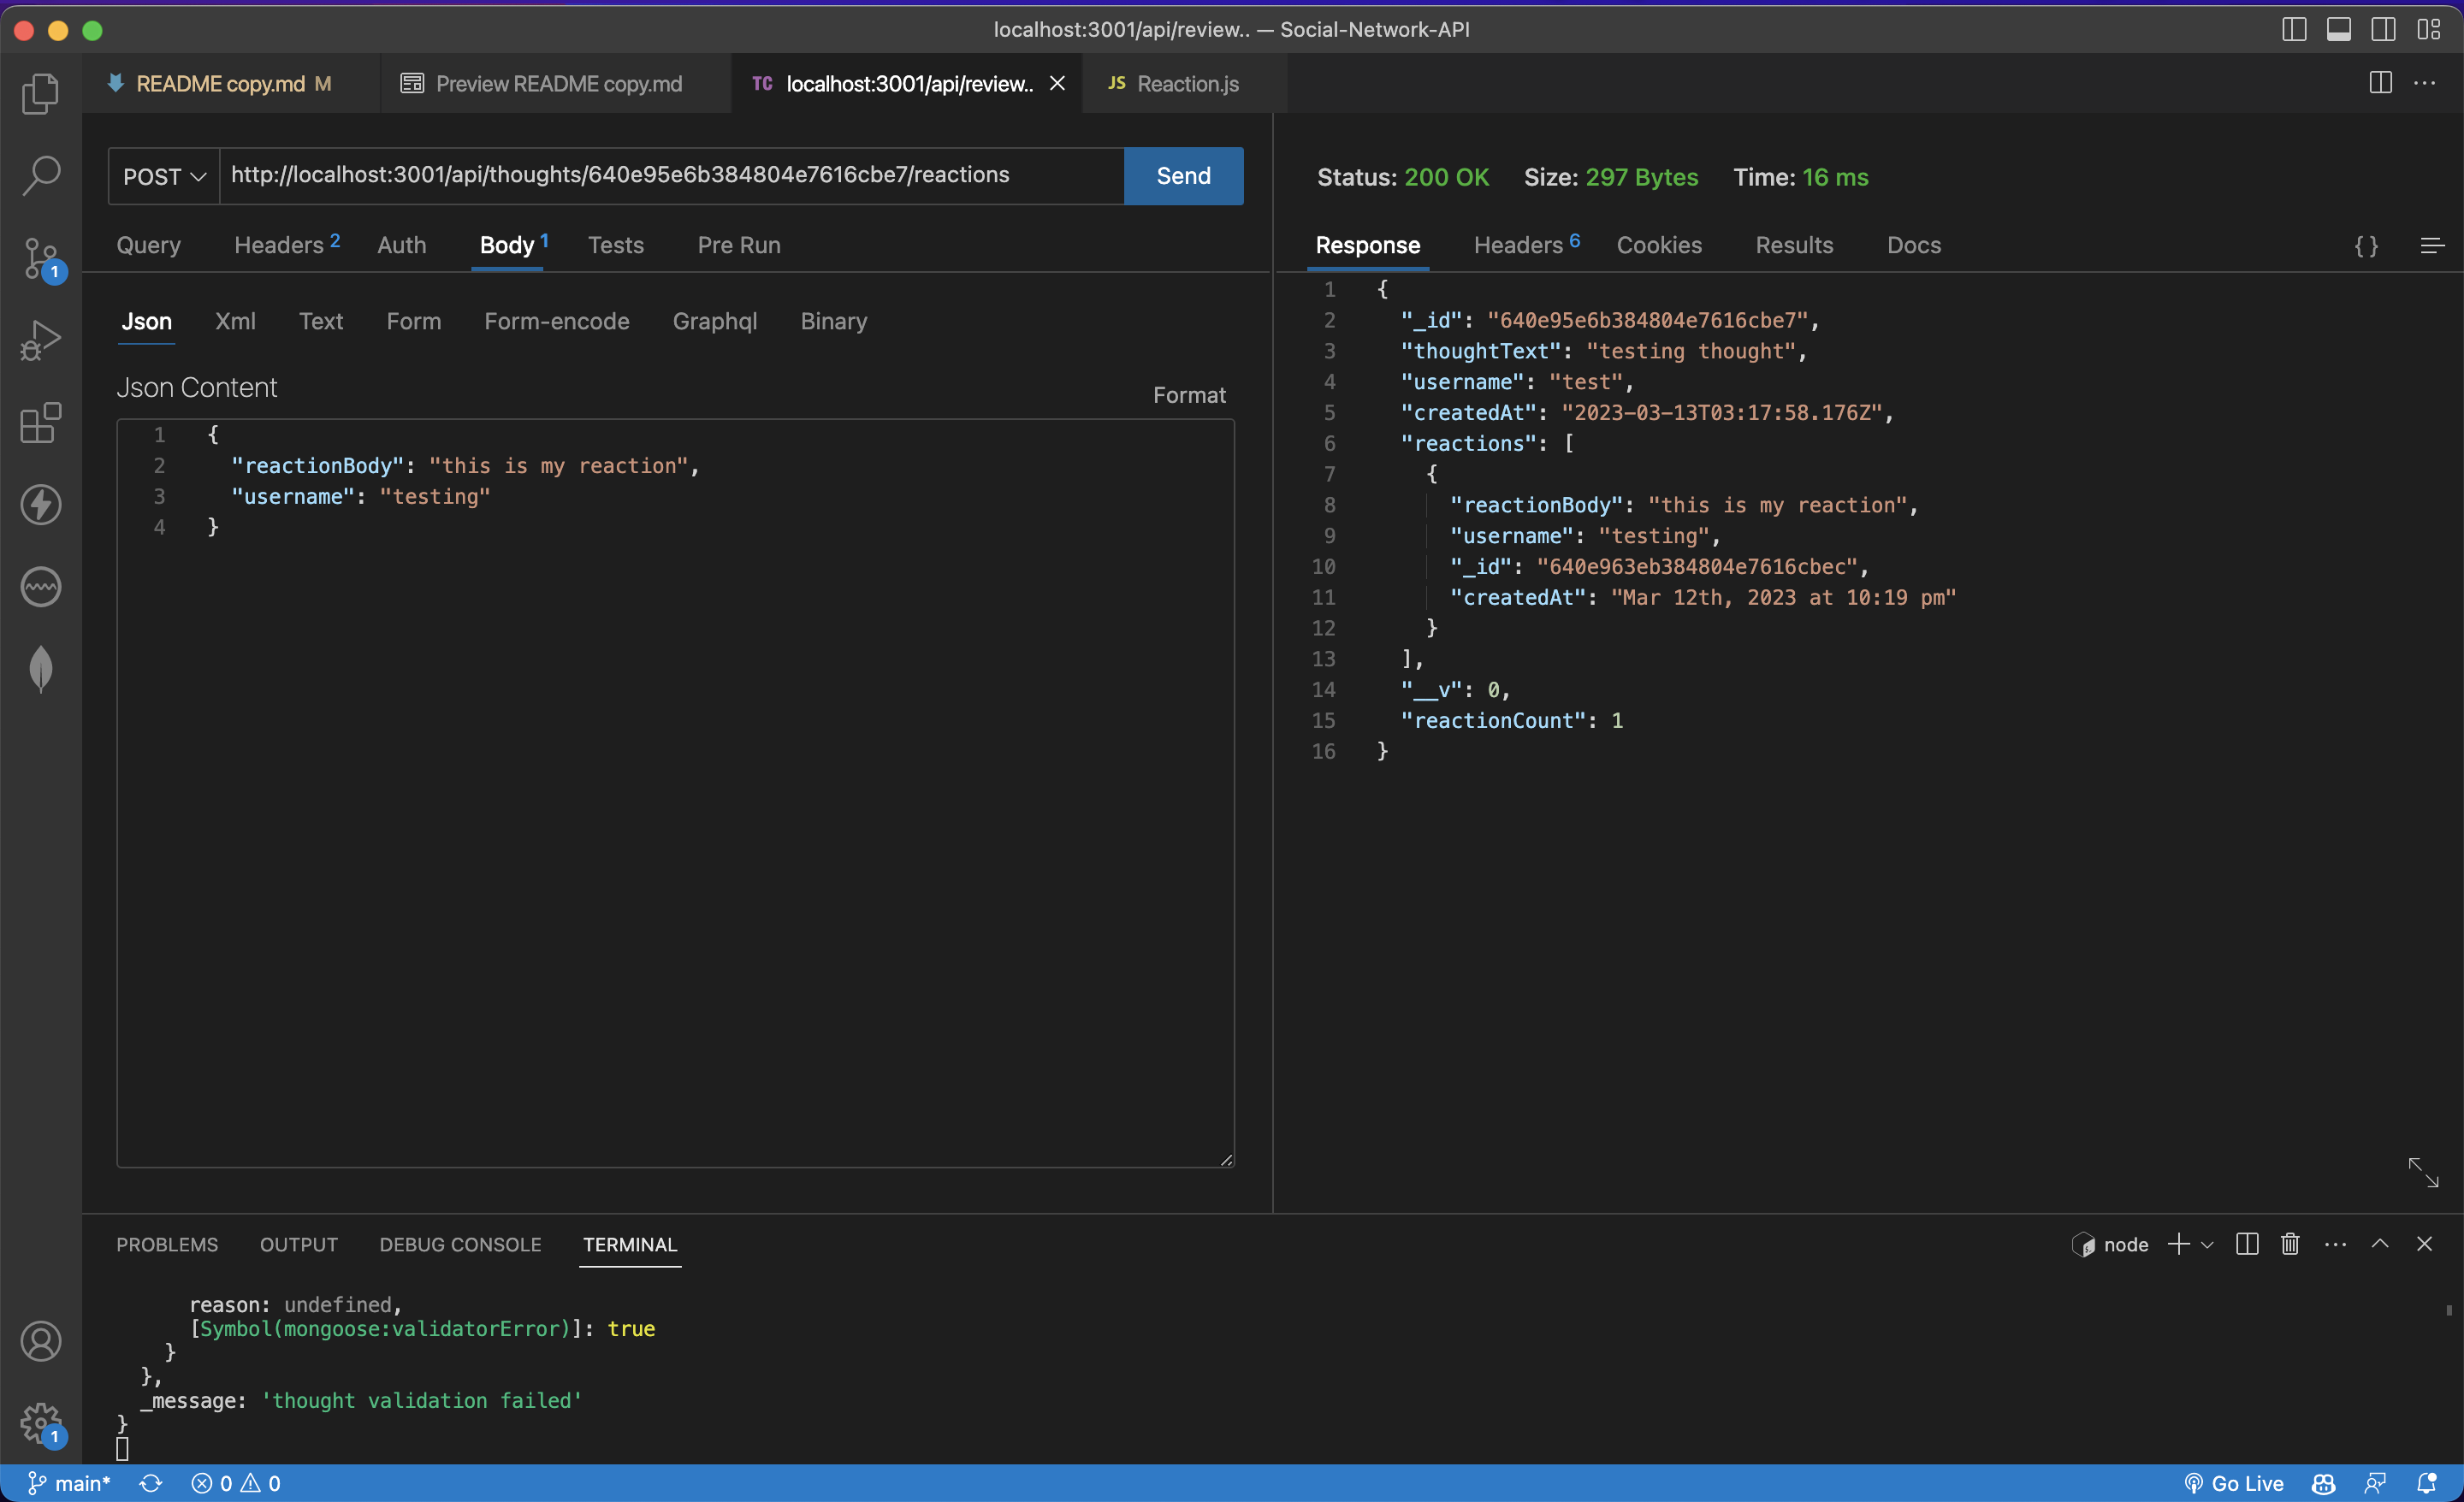 localhost:3001/api/review.. — Social-Network-API
README copy.md M
Preview README copy.md
TC localhost:3001/api/review..
JS Reaction.js
POST http://localhost:3001/api/thoughts/640e95e6b384804e7616cbe7/reactions Send
Query Headers 2 Auth Body 1 Tests Pre Run
Json Xml Text Form Form-encode Graphql Binary
Json Content
Format
1 {
2 "reactionBody": "this is my reaction",
3 "username": "testing"
4 }
Status: 200 OK Size: 297 Bytes Time: 16 ms
Response Headers 6 Cookies Results Docs { }
1 {
2 "_id": "640e95e6b384804e7616cbe7",
3 "thoughtText": "testing thought",
4 "username": "test",
5 "createdAt": "2023-03-13T03:17:58.176Z",
6 "reactions": [
7 {
8 "reactionBody": "this is my reaction",
9 "username": "testing",
10 "_id": "640e963eb384804e7616cbec",
11 "createdAt": "Mar 12th, 2023 at 10:19 pm"
12 }
13 ],
14 "__v": 0,
15 "reactionCount": 1
16 }
1
1
PROBLEMS OUTPUT DEBUG CONSOLE TERMINAL
node
reason: undefined,
[Symbol(mongoose:validatorError)]: true
}
},
_message: 'thought validation failed'
}
main* 0 0
Go Live